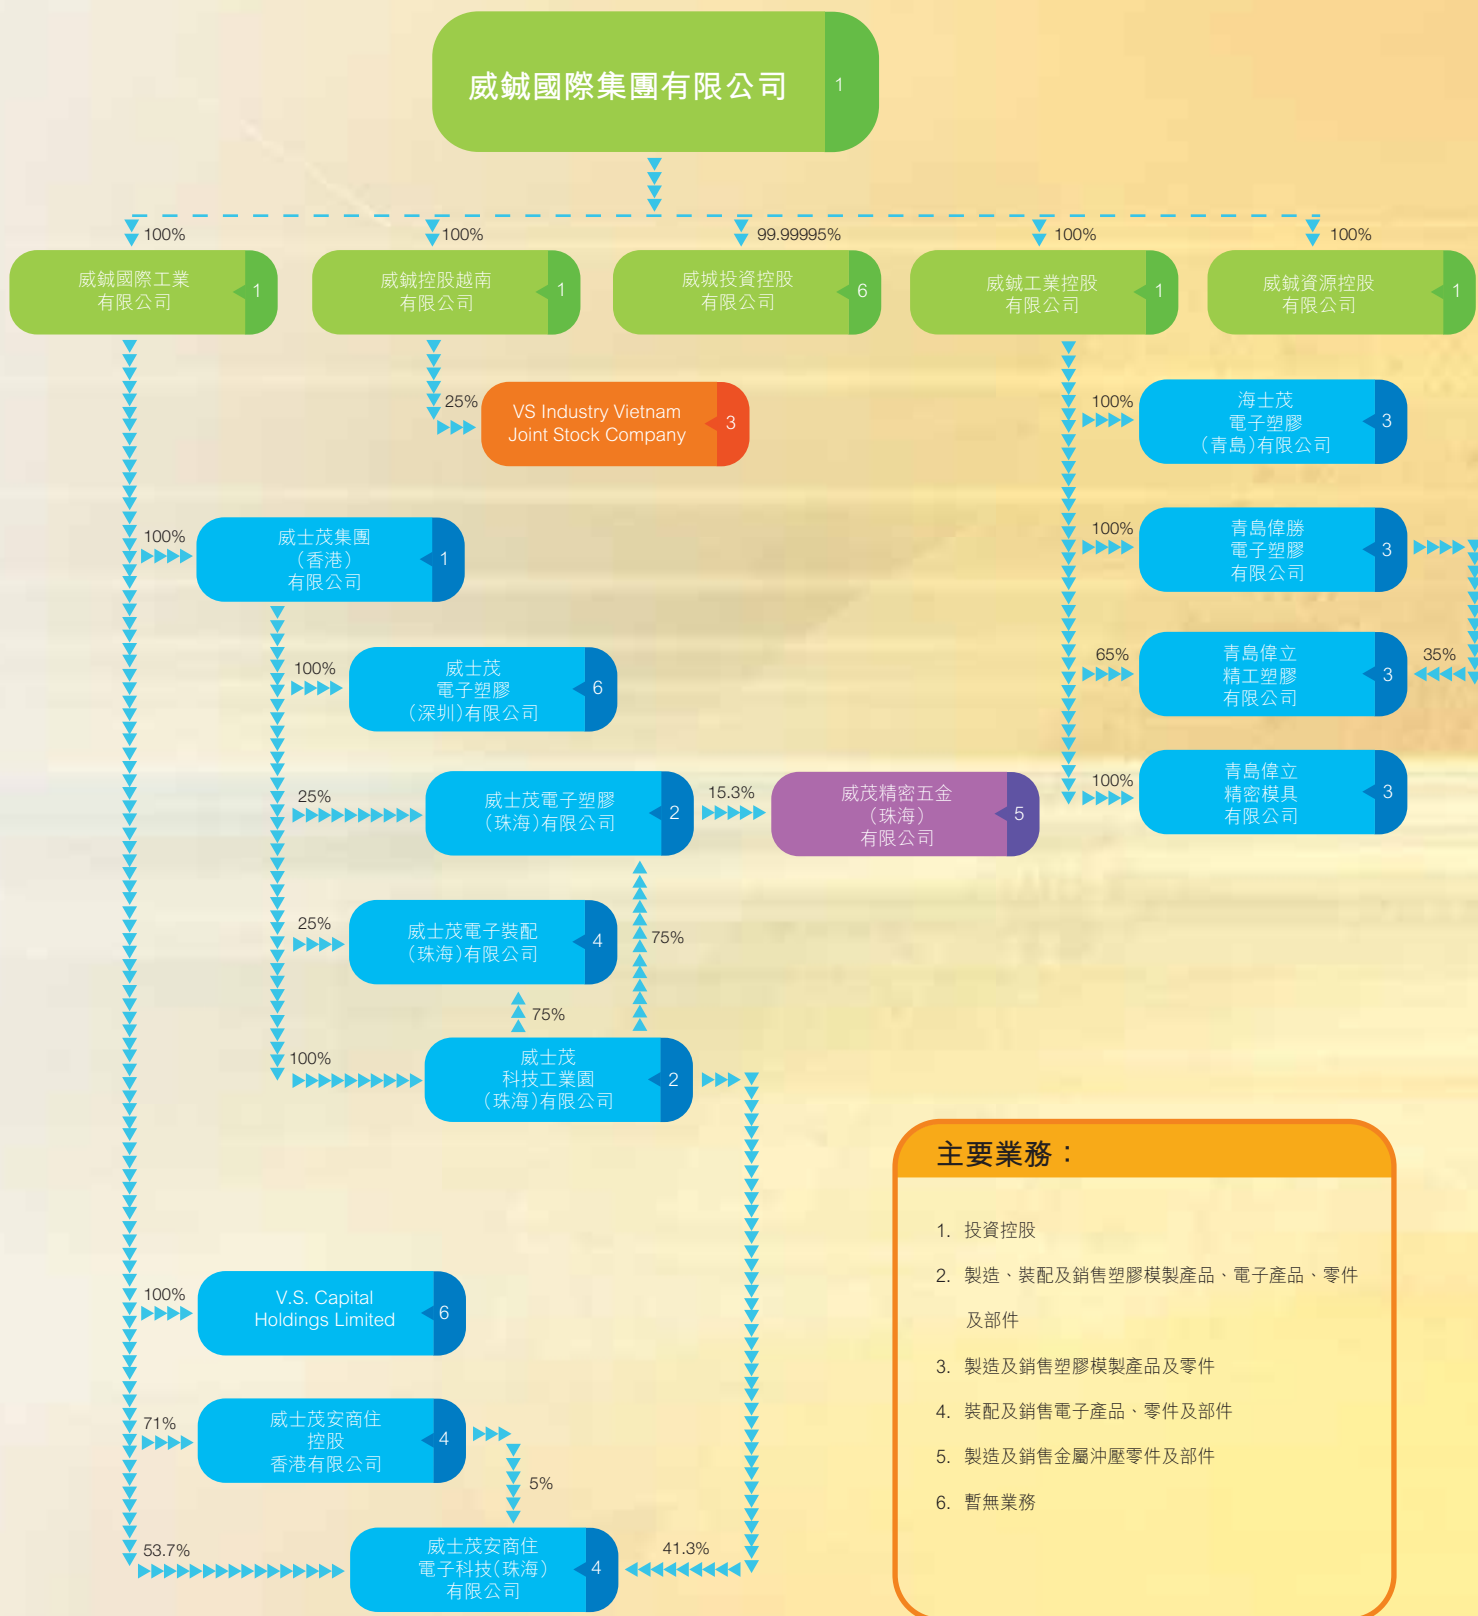 威鋮國際集團有限公司
1
100%
100%
99.99995%
100%
100%
威鋮國際工業
有限公司
1
威鋮控股越南
有限公司
1
威城投資控股
有限公司
6
威鋮工業控股
有限公司
1
威鋮資源控股
有限公司
1
25%
VS Industry Vietnam
Joint Stock Company
3
100%
海士茂
電子塑膠
（青島）有限公司
3
100%
威士茂集團
（香港）
有限公司
1
100%
青島偉勝
電子塑膠
有限公司
3
100%
威士茂
電子塑膠
（深圳）有限公司
6
65%
青島偉立
精工塑膠
有限公司
3
35%
25%
威士茂電子塑膠
（珠海）有限公司
2
15.3%
威茂精密五金
（珠海）
有限公司
5
100%
青島偉立
精密模具
有限公司
3
25%
威士茂電子裝配
（珠海）有限公司
4
75%
75%
100%
威士茂
科技工業園
（珠海）有限公司
2
100%
V.S. Capital
Holdings Limited
6
71%
威士茂安商住
控股
香港有限公司
4
5%
53.7%
威士茂安商住
電子科技（珠海）
有限公司
4
41.3%
主要業務：
1. 投資控股
2. 製造、裝配及銷售塑膠模製產品、電子產品、零件
及部件
3. 製造及銷售塑膠模製產品及零件
4. 裝配及銷售電子產品、零件及部件
5. 製造及銷售金屬沖壓零件及部件
6. 暫無業務